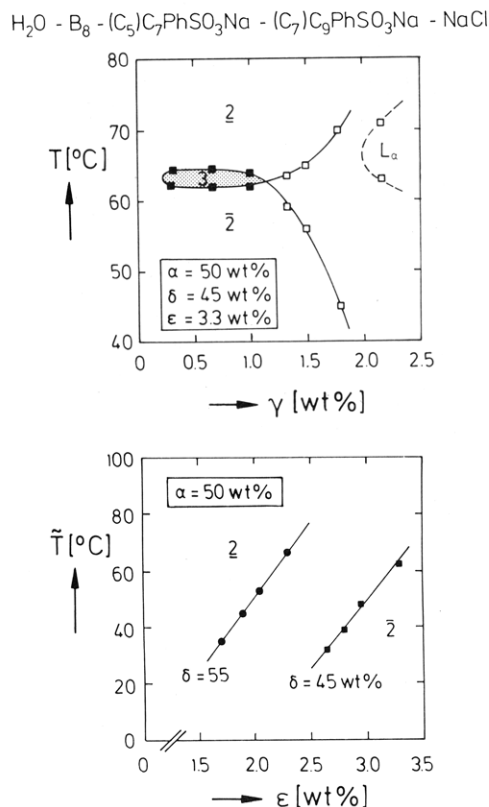 H₂O - B₈ - (C₅)C₇PhSO₃Na - (C₇)C₉PhSO₃Na - NaCl
T[°C]
80
70
60
50
40
2̲
3
2̄
Lα
α = 50 wt%
δ = 45 wt%
ε = 3.3 wt%
0 0.5 1.0 1.5 2.0 2.5
γ [wt%]
T̃[°C]
100
80
60
40
20
0
α = 50 wt%
2̲
2̄
δ = 55
δ = 45 wt%
0 1.5 2.0 2.5 3.0 3.5
ε [wt%]